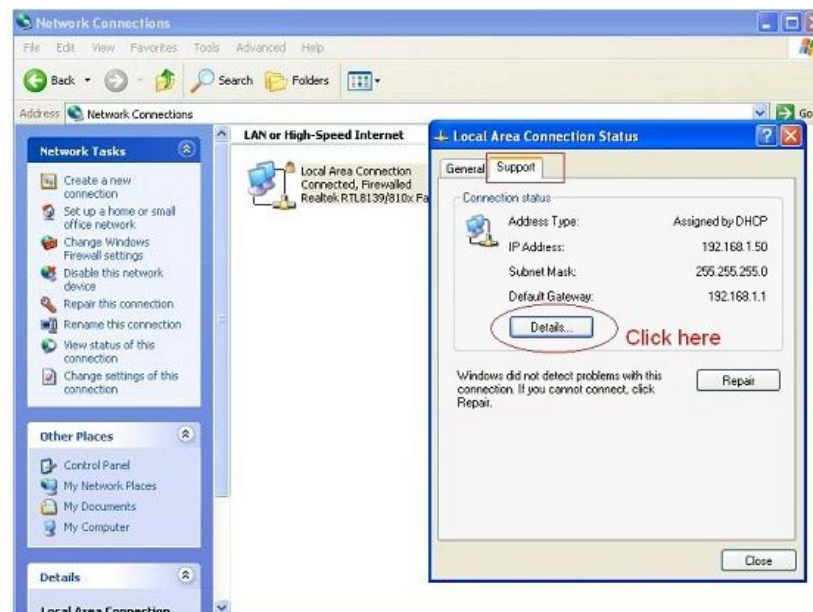 Network Connections
File Edit View Favorites Tools Advanced Help
Back Search Folders
Address Network Connections Go
Network Tasks
Create a new
connection
Set up a home or small
office network
Change Windows
Firewall settings
Disable this network
device
Repair this connection
Rename this connection
View status of this
connection
Change settings of this
connection
Other Places
Control Panel
My Network Places
My Documents
My Computer
Details
Local Area Connection
LAN or High-Speed Internet
Local Area Connection
Connected, Firewalled
Realtek RTL8139/810x Fa
Local Area Connection Status
General Support
Connection status
Address Type: Assigned by DHCP
IP Address: 192.168.1.50
Subnet Mask: 255.255.255.0
Default Gateway: 192.168.1.1
Details...
Click here
Windows did not detect problems with this
connection. If you cannot connect, click
Repair.
Repair
Close